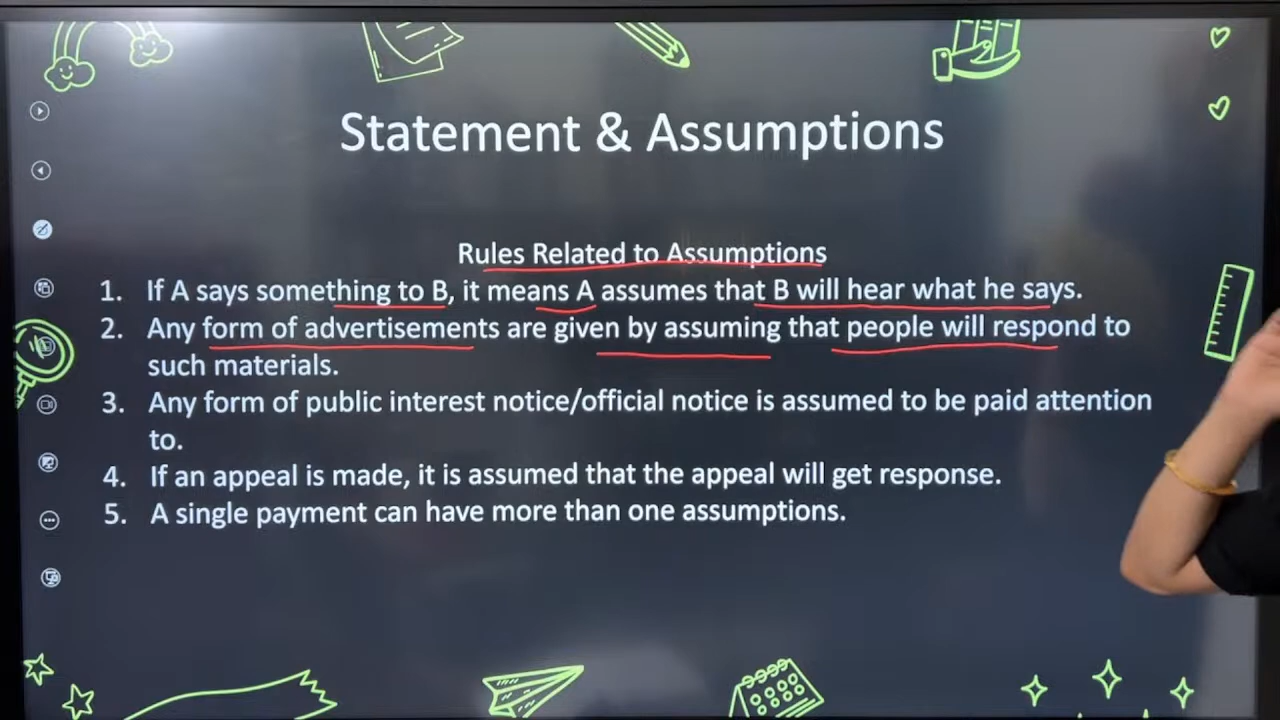 Statement & Assumptions
Rules Related to Assumptions
1. If A says something to B, it means A assumes that B will hear what he says.
2. Any form of advertisements are given by assuming that people will respond to
such materials.
3. Any form of public interest notice/official notice is assumed to be paid attention
to.
4. If an appeal is made, it is assumed that the appeal will get response.
5. A single payment can have more than one assumptions.